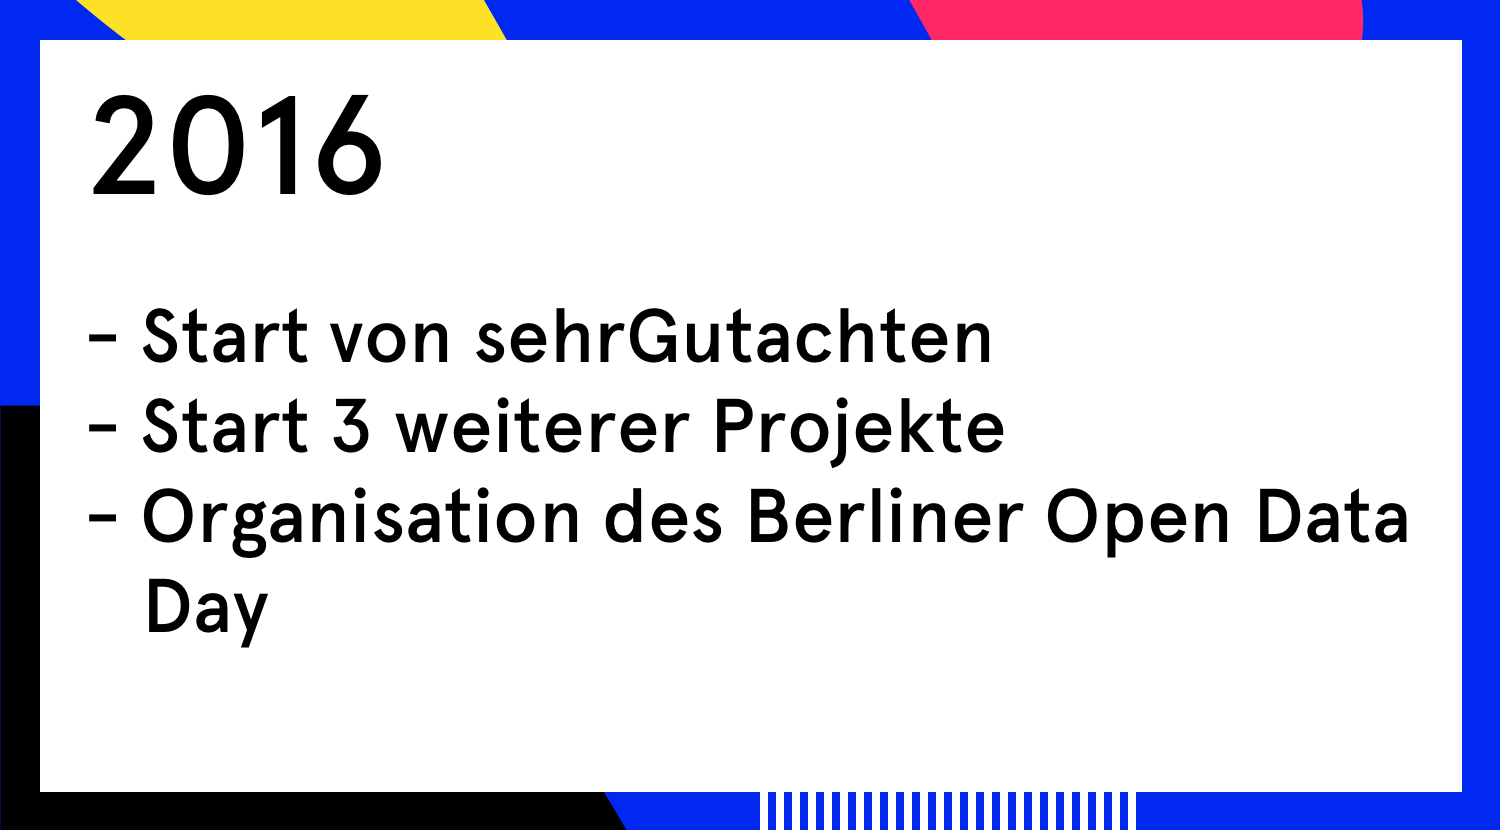 2016
- Start von sehrGutachten
- Start 3 weiterer Projekte
- Organisation des Berliner Open Data
Day